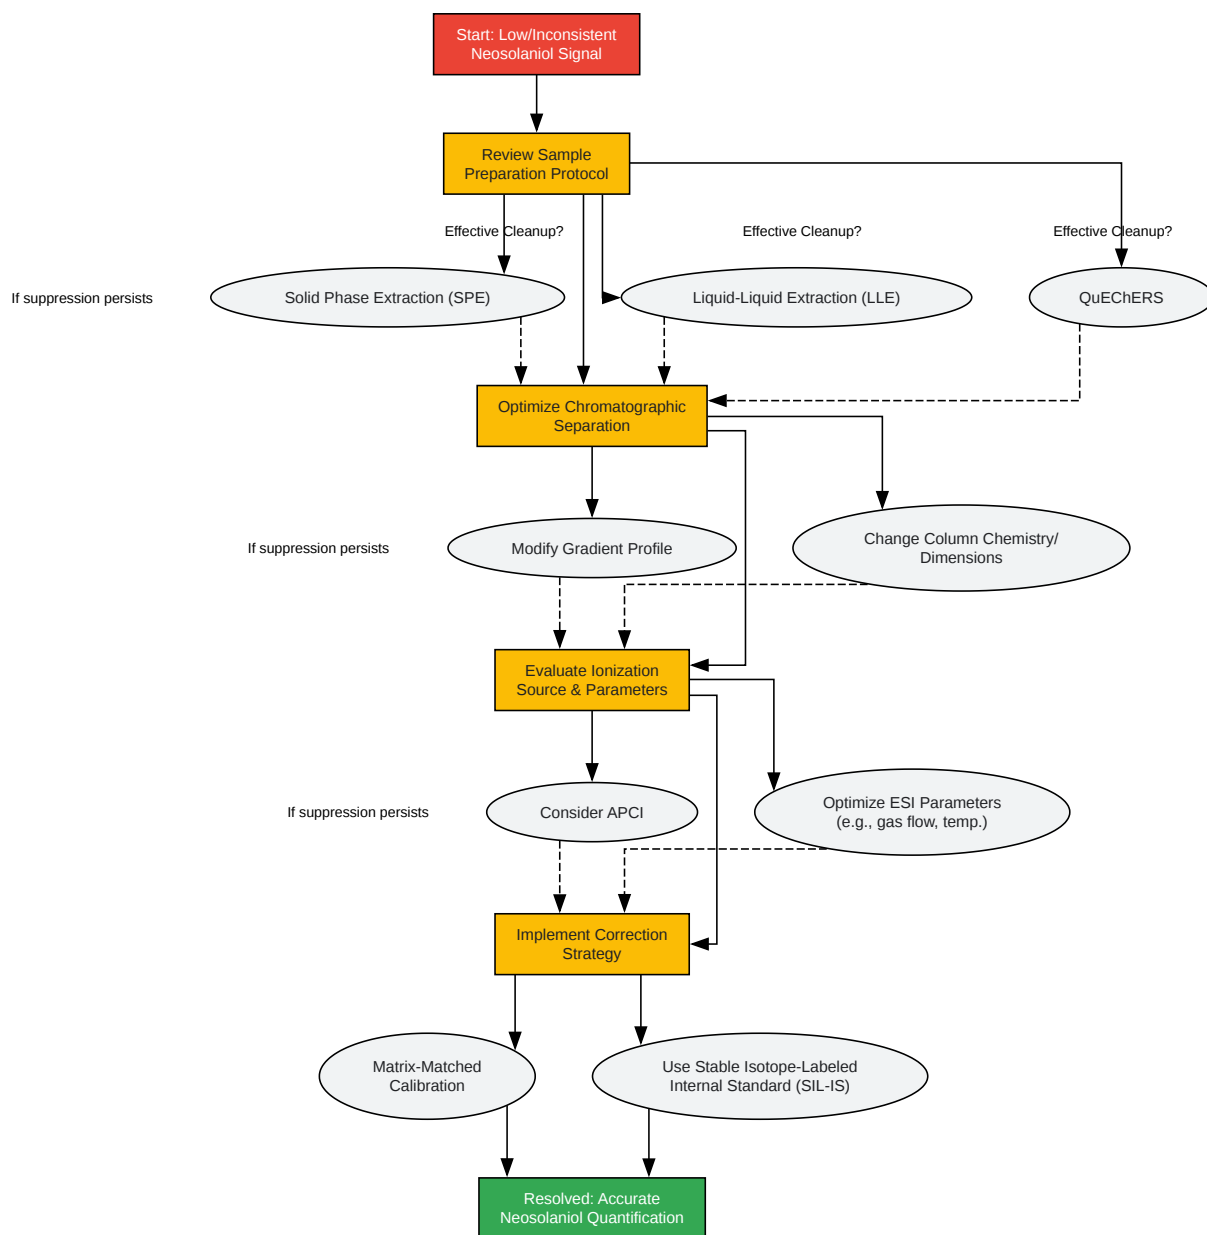 Start: Low/Inconsistent
Neosolaniol Signal
Review Sample
Preparation Protocol
Effective Cleanup?
Effective Cleanup?
Effective Cleanup?
If suppression persists
Solid Phase Extraction (SPE)
Liquid-Liquid Extraction (LLE)
QuEChERS
Optimize Chromatographic
Separation
If suppression persists
Modify Gradient Profile
Change Column Chemistry/
Dimensions
Evaluate Ionization
Source & Parameters
If suppression persists
Consider APCI
Optimize ESI Parameters
(e.g., gas flow, temp.)
Implement Correction
Strategy
Matrix-Matched
Calibration
Use Stable Isotope-Labeled
Internal Standard (SIL-IS)
Resolved: Accurate
Neosolaniol Quantification